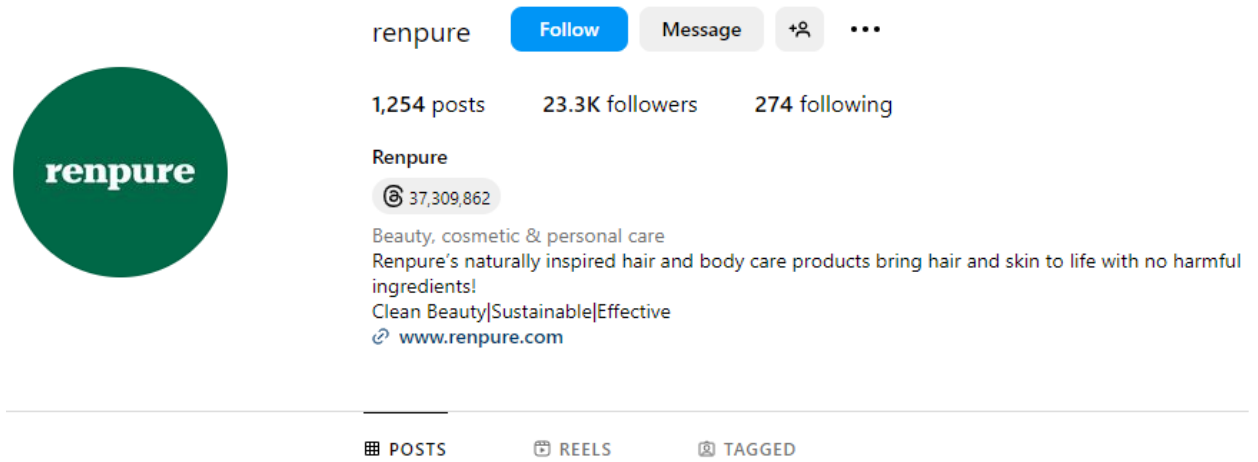 renpure Follow Message
1,254 posts 23.3K followers 274 following
renpure
Renpure
37,309,862
Beauty, cosmetic & personal care
Renpure's naturally inspired hair and body care products bring hair and skin to life with no harmful
ingredients!
Clean Beauty|Sustainable|Effective
www.renpure.com
POSTS REELS TAGGED